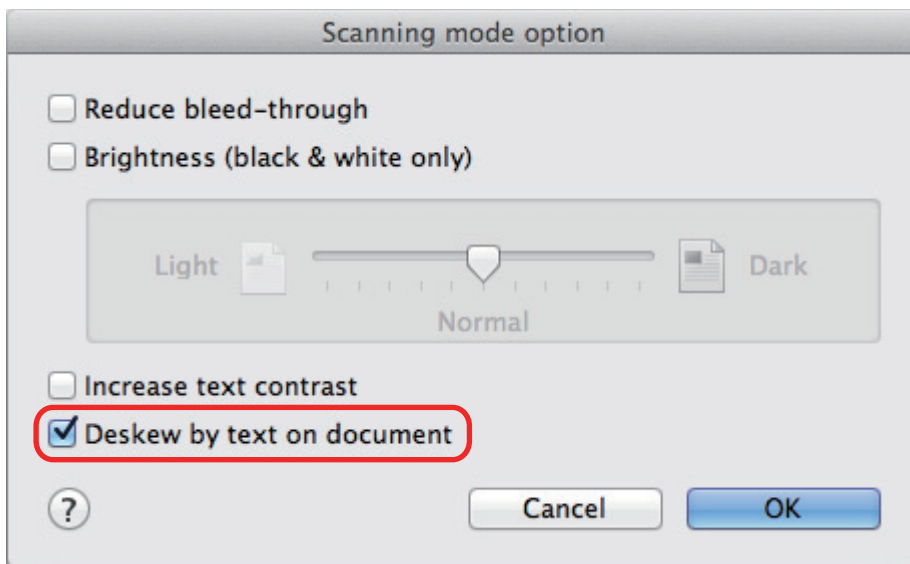 Scanning mode option
Reduce bleed-through
Brightness (black & white only)
Light Dark
Normal
Increase text contrast
Deskew by text on document
? Cancel OK